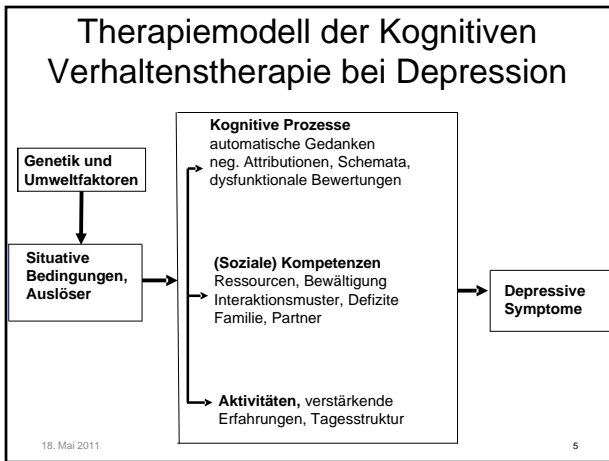 Therapiemodell der Kognitiven
Verhaltenstherapie bei Depression
Genetik und
Umweltfaktoren
Situative
Bedingungen,
Auslöser
Kognitive Prozesse
automatische Gedanken
neg. Attributionen, Schemata,
dysfunktionale Bewertungen
(Soziale) Kompetenzen
Ressourcen, Bewältigung
Interaktionsmuster, Defizite
Familie, Partner
Aktivitäten, verstärkende
Erfahrungen, Tagesstruktur
Depressive
Symptome
18. Mai 2011
5